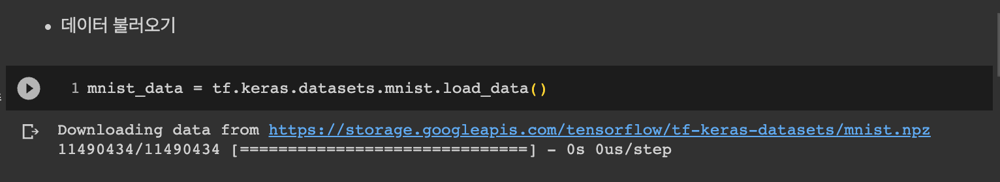 • 데이터 불러오기
1 mnist_data = tf.keras.datasets.mnist.load_data()
Downloading data from https://storage.googleapis.com/tensorflow/tf-keras-datasets/mnist.npz
11490434/11490434 [==============================] - 0s 0us/step